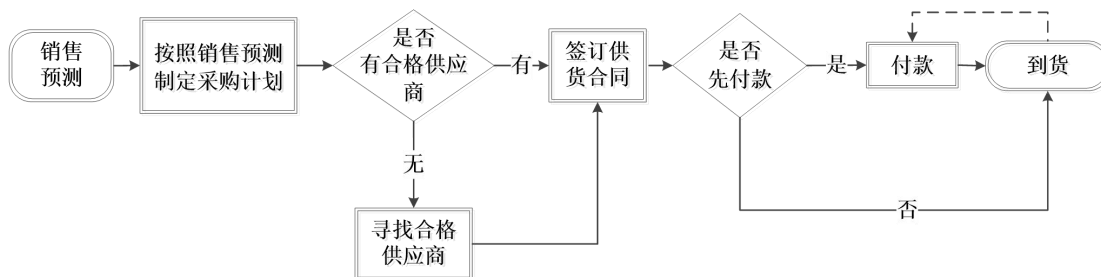 销售
预测
按照销售预测
制定采购计划
是否
有合格供应
商
有
签订供
货合同
是否
先付款
是
付款
到货
无
寻找合格
供应商
否